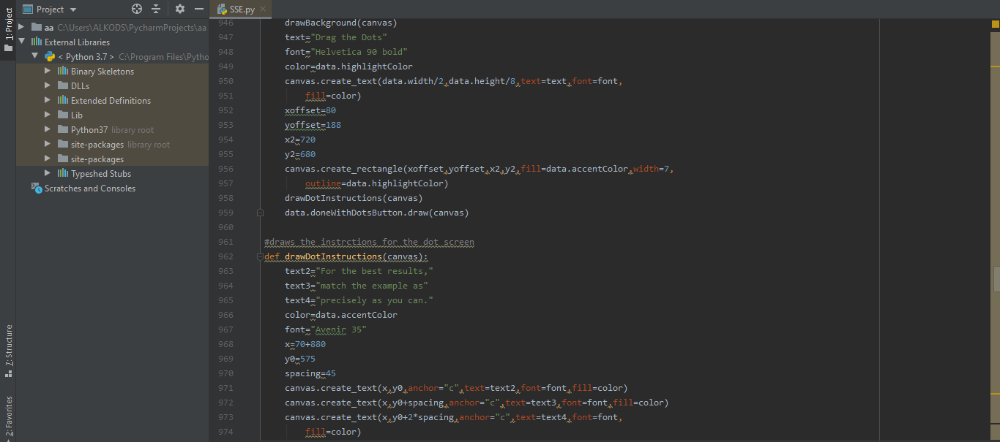 Project
SSE.py
1: Project
aa C:\Users\ALKODS\PycharmProjects\aa
External Libraries
< Python 3.7 > C:\Program Files\Pytho
Binary Skeletons
DLLs
Extended Definitions
Lib
Python37 library root
site-packages library root
site-packages
Typeshed Stubs
Scratches and Consoles
7: Structure
2: Favorites
946 drawBackground(canvas)
947 text="Drag the Dots"
948 font="Helvetica 90 bold"
949 color=data.highlightColor
950 canvas.create_text(data.width/2,data.height/8,text=text,font=font,
951 fill=color)
952 xoffset=80
953 yoffset=188
954 x2=720
955 y2=680
956 canvas.create_rectangle(xoffset,yoffset,x2,y2,fill=data.accentColor,width=7,
957 outline=data.highlightColor)
958 drawDotInstructions(canvas)
959 data.doneWithDotsButton.draw(canvas)
960
961 #draws the instrctions for the dot screen
962 def drawDotInstructions(canvas):
963 text2="For the best results,"
964 text3="match the example as"
965 text4="precisely as you can."
966 color=data.accentColor
967 font="Avenir 35"
968 x=70+880
969 y0=575
970 spacing=45
971 canvas.create_text(x,y0,anchor="c",text=text2,font=font,fill=color)
972 canvas.create_text(x,y0+spacing,anchor="c",text=text3,font=font,fill=color)
973 canvas.create_text(x,y0+2*spacing,anchor="c",text=text4,font=font,
974 fill=color)